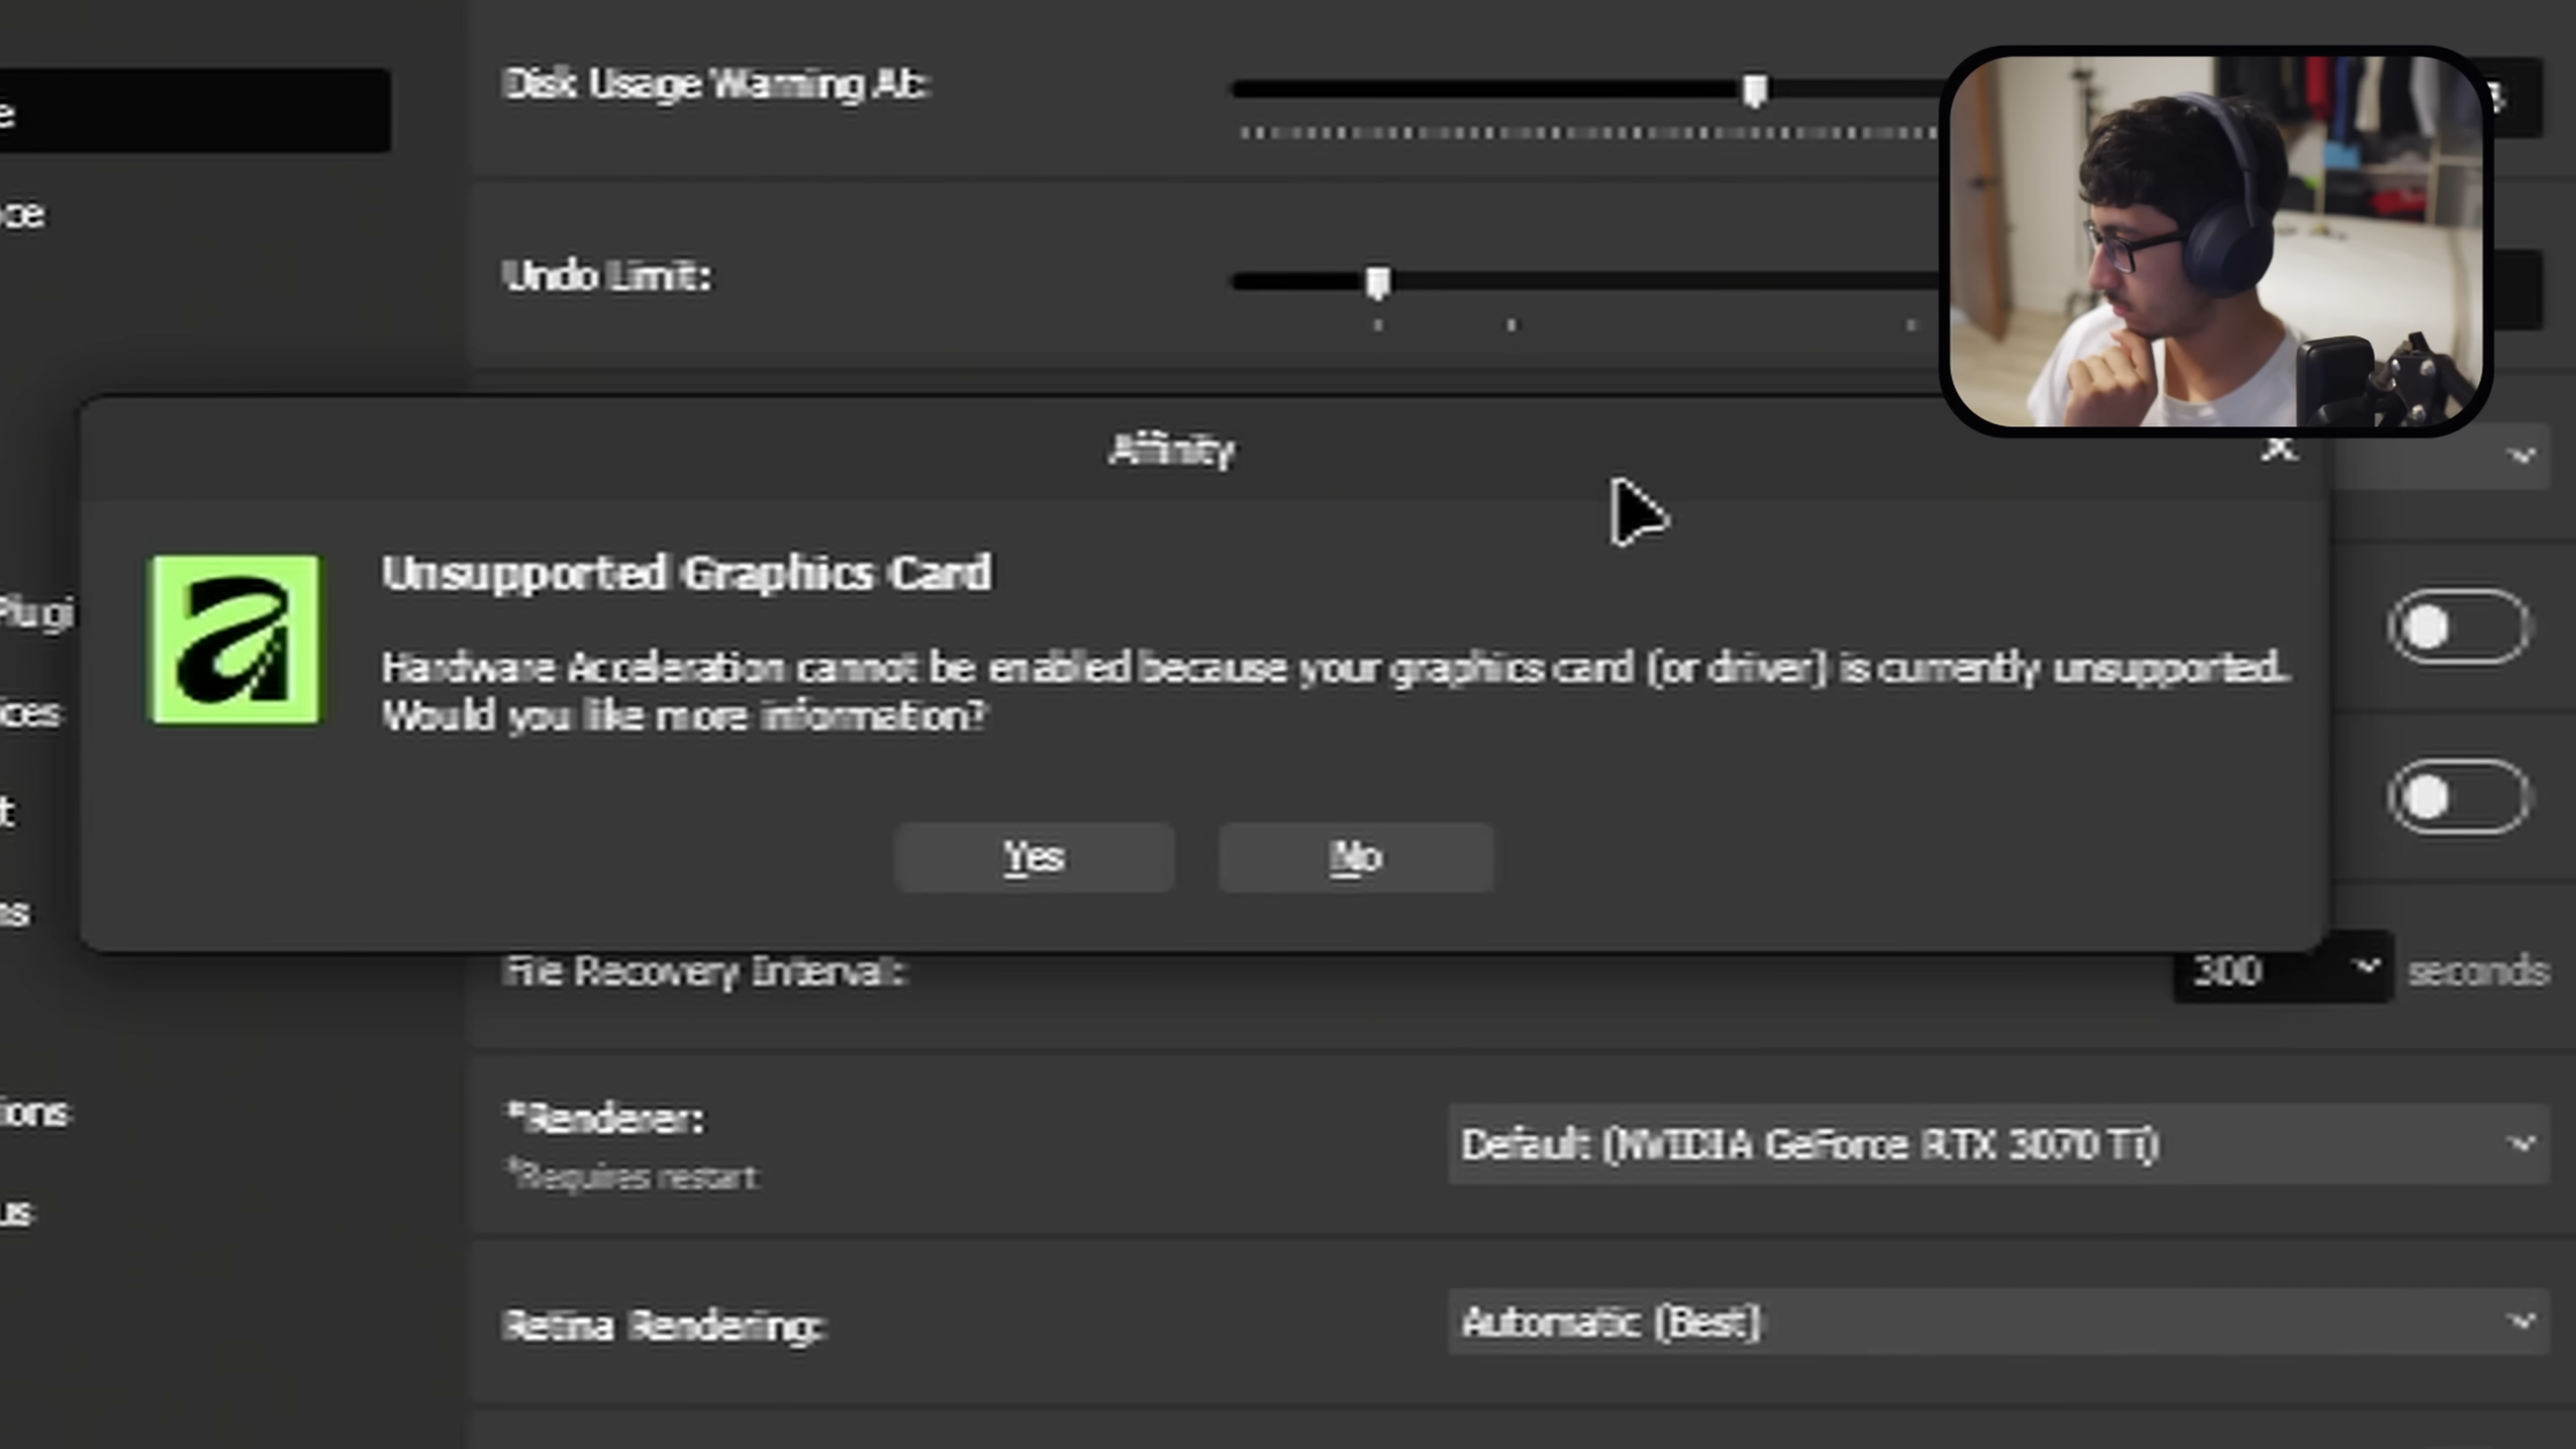 Disk Usage Warning At:
Undo Limit:
Affinity
Unsupported Graphics Card
Hardware Acceleration cannot be enabled because your graphics card (or driver) is currently unsupported.
Would you like more information?
Yes
No
File Recovery Interval:
300
seconds
*Renderer:
*Requires restart
Default (NVIDIA GeForce RTX 3070 Ti)
Retina Rendering:
Automatic (Best)